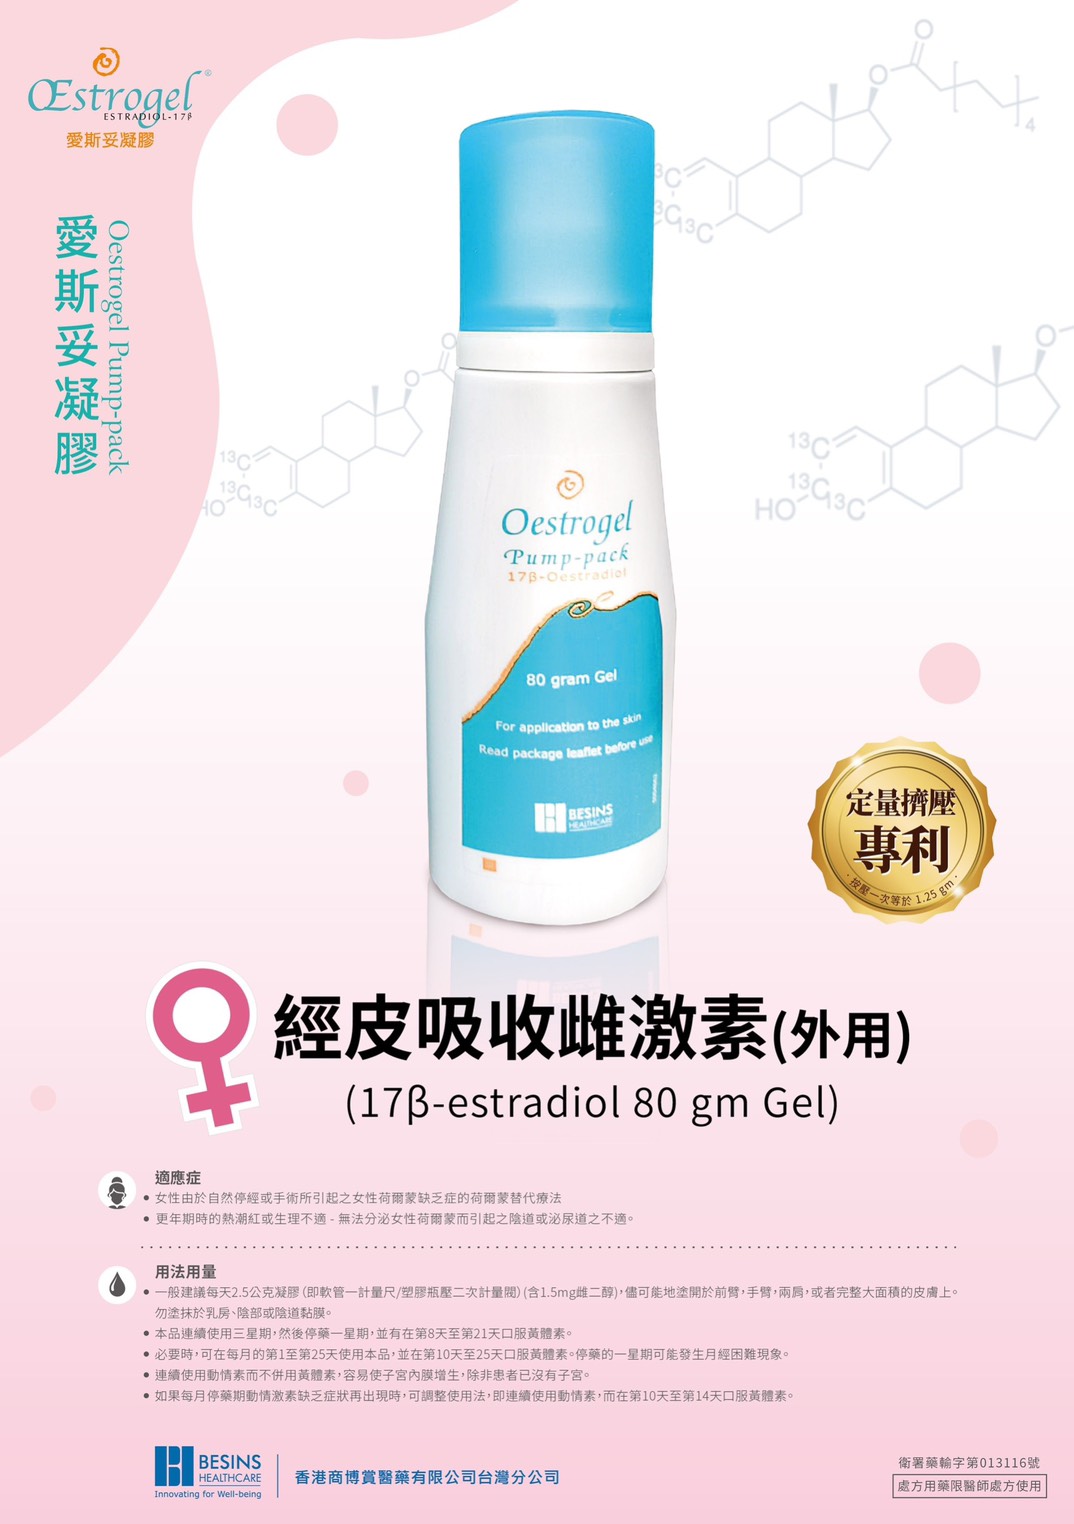 Œstrogel®
ESTRADIOL-17β
愛斯妥凝膠
愛斯妥凝膠
Oestrogel Pump-pack
O
O
4
3C
13C
13C
13C
13C
HO
O
O
13C
13C
13C
HO
O
Oestrogel
Pump-pack
17β-Oestradiol
80 gram Gel
For application to the skin
Read package leaflet before use
BESINS
HEALTHCARE
定量擠壓
專利
·按壓一次等於 1.25 gm·
經皮吸收雌激素(外用)
(17β-estradiol 80 gm Gel)
適應症
• 女性由於自然停經或手術所引起之女性荷爾蒙缺乏症的荷爾蒙替代療法
• 更年期時的熱潮紅或生理不適 - 無法分泌女性荷爾蒙而引起之陰道或泌尿道之不適。
用法用量
• 一般建議每天2.5公克凝膠(即軟管一計量尺/塑膠瓶壓二次計量閥)(含1.5mg雌二醇),儘可能地塗開於前臂,手臂,兩肩,或者完整大面積的皮膚上。
勿塗抹於乳房、陰部或陰道黏膜。
• 本品連續使用三星期,然後停藥一星期,並有在第8天至第21天口服黃體素。
• 必要時,可在每月的第1至第25天使用本品,並在第10天至25天口服黃體素。停藥的一星期可能發生月經困難現象。
• 連續使用動情素而不併用黃體素,容易使子宮內膜增生,除非患者已沒有子宮。
• 如果每月停藥期動情激素缺乏症狀再出現時,可調整使用法,即連續使用動情素,而在第10天至第14天口服黃體素。
BESINS
HEALTHCARE
Innovating for Well-being
香港商博賞醫藥有限公司台灣分公司
衛署藥輸字第013116號
處方用藥限醫師處方使用